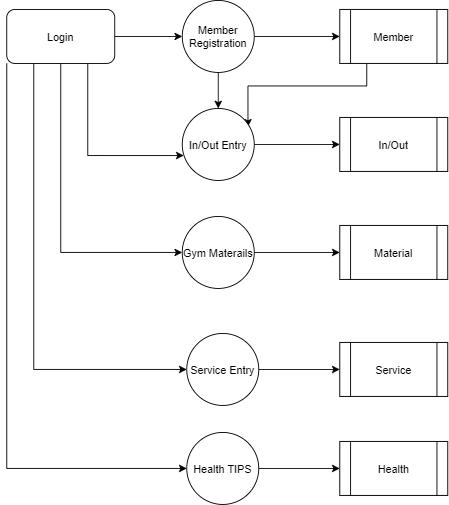 Login
Member
Registration
Member
In/Out Entry
In/Out
Gym Materails
Material
Service Entry
Service
Health TIPS
Health